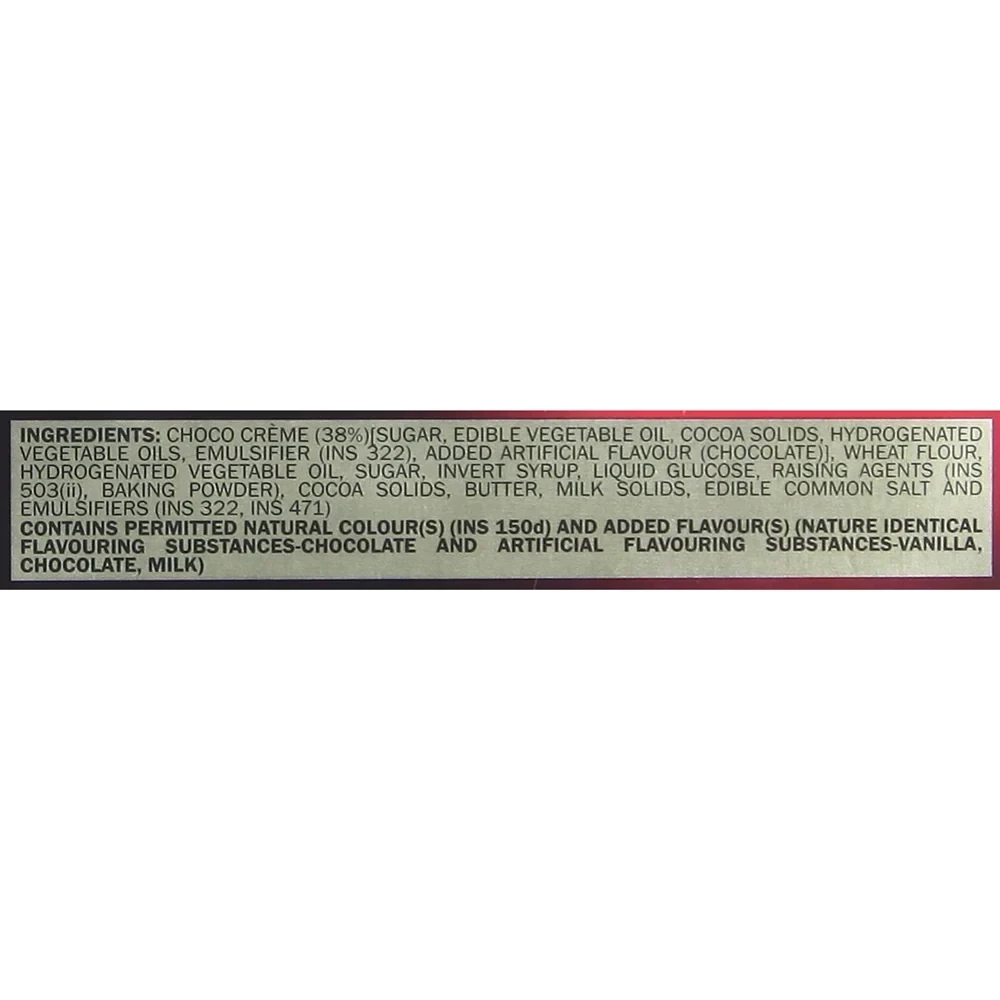 INGREDIENTS: CHOCO CRÈME (38%)[SUGAR, EDIBLE VEGETABLE OIL, COCOA SOLIDS, HYDROGENATED
VEGETABLE OILS, EMULSIFIER (INS 322), ADDED ARTIFICIAL FLAVOUR (CHOCOLATE)], WHEAT FLOUR,
HYDROGENATED VEGETABLE OIL, SUGAR, INVERT SYRUP, LIQUID GLUCOSE, RAISING AGENTS (INS
503(ii), BAKING POWDER), COCOA SOLIDS, BUTTER, MILK SOLIDS, EDIBLE COMMON SALT AND
EMULSIFIERS (INS 322, INS 471)
CONTAINS PERMITTED NATURAL COLOUR(S) (INS 150d) AND ADDED FLAVOUR(S) (NATURE IDENTICAL
FLAVOURING SUBSTANCES-CHOCOLATE AND ARTIFICIAL FLAVOURING SUBSTANCES-VANILLA,
CHOCOLATE, MILK)